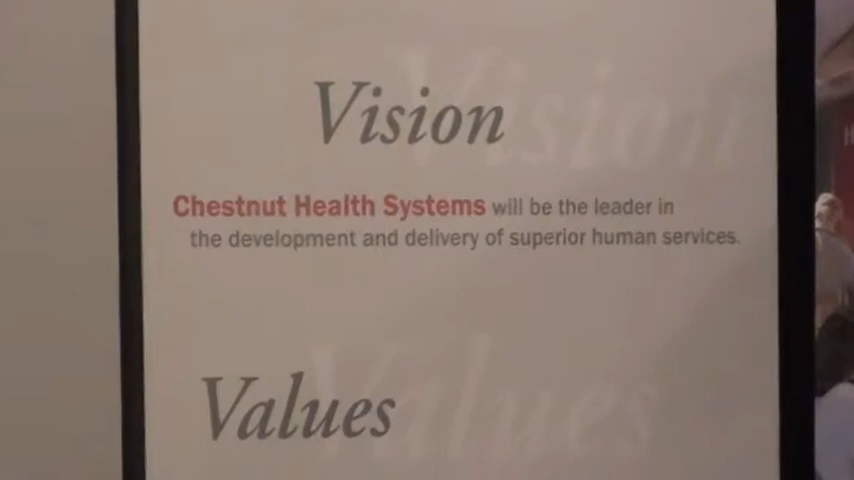 Vision
Chestnut Health Systems will be the leader in
the development and delivery of superior human services.
Values